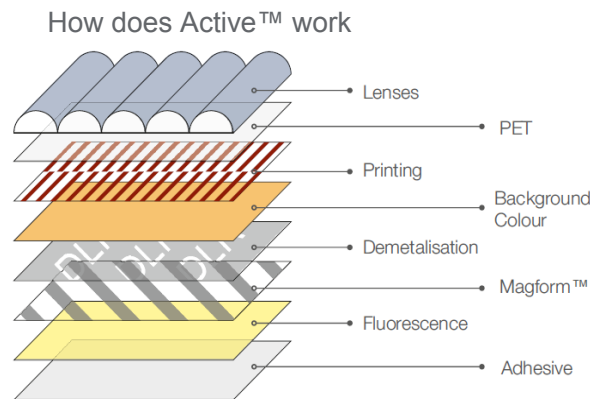 How does Active™ work
Lenses
PET
Printing
Background
Colour
Demetalisation
Magform™
Fluorescence
Adhesive